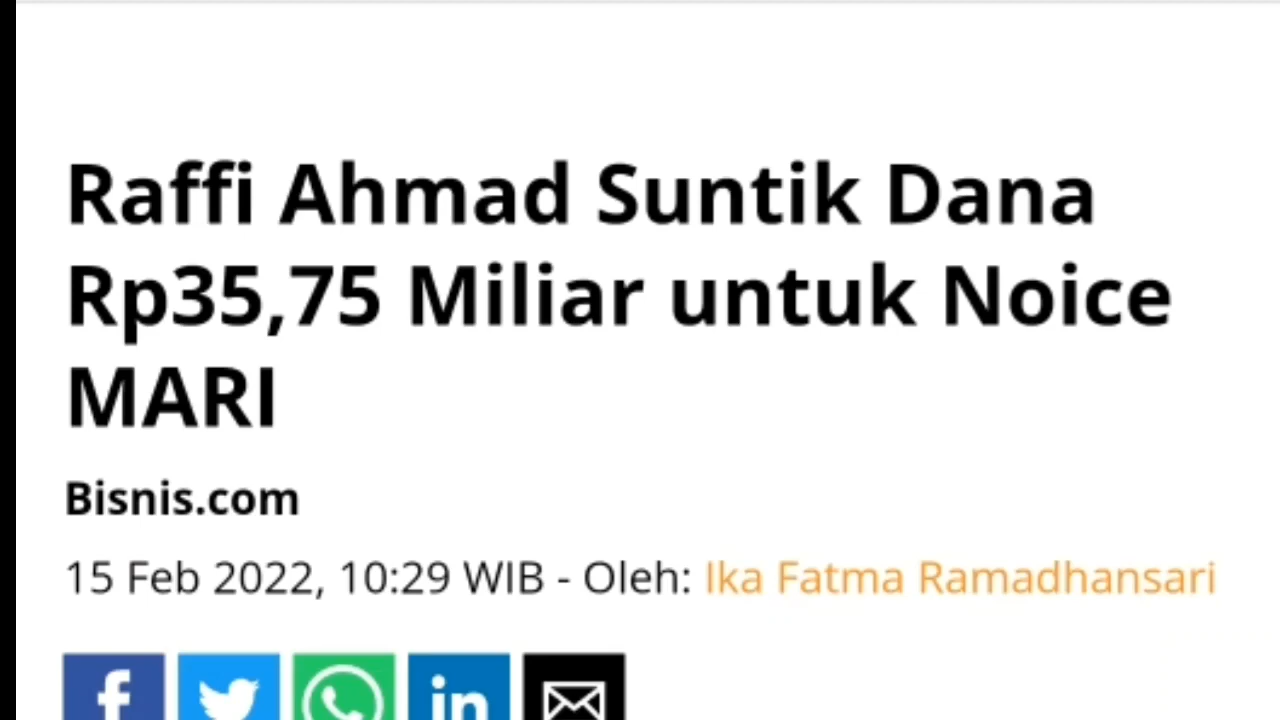 Raffi Ahmad Suntik Dana
Rp35,75 Miliar untuk Noice
MARI
Bisnis.com
15 Feb 2022, 10:29 WIB - Oleh: Ika Fatma Ramadhansari
f
in